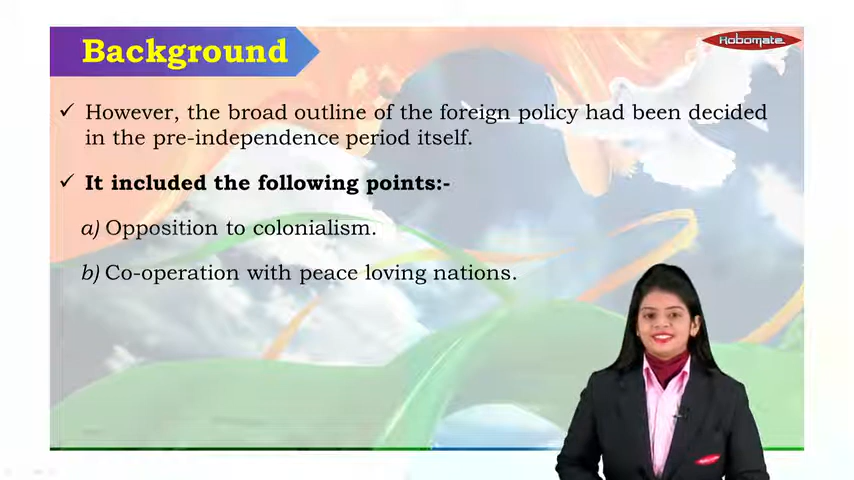 Background
Robomate
✓ However, the broad outline of the foreign policy had been decided
in the pre-independence period itself.
✓ It included the following points:-
a) Opposition to colonialism.
b) Co-operation with peace loving nations.